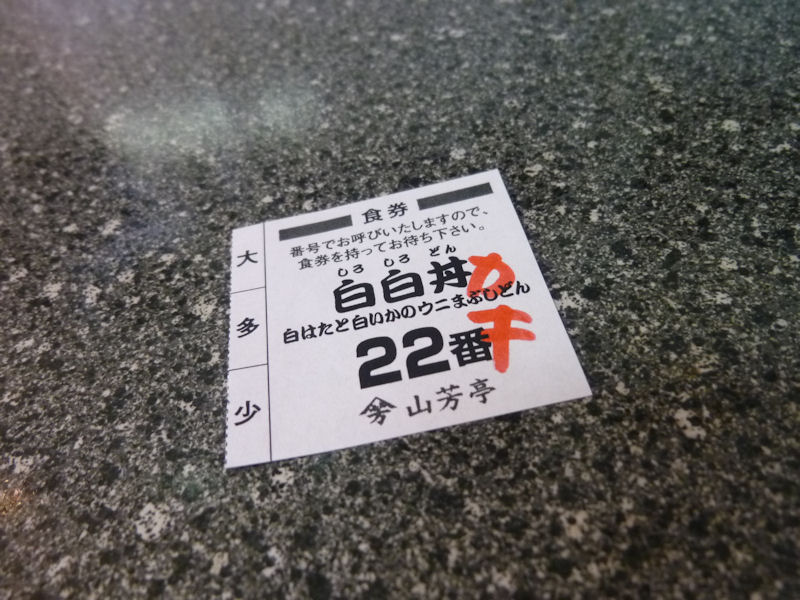 大
多
少
食券
番号でお呼びいたしますので、
食券を持ってお待ち下さい。
しろ しろ どん
白白丼
カキ
白はたと白いかのウニまぶしどん
22番
山芳亭